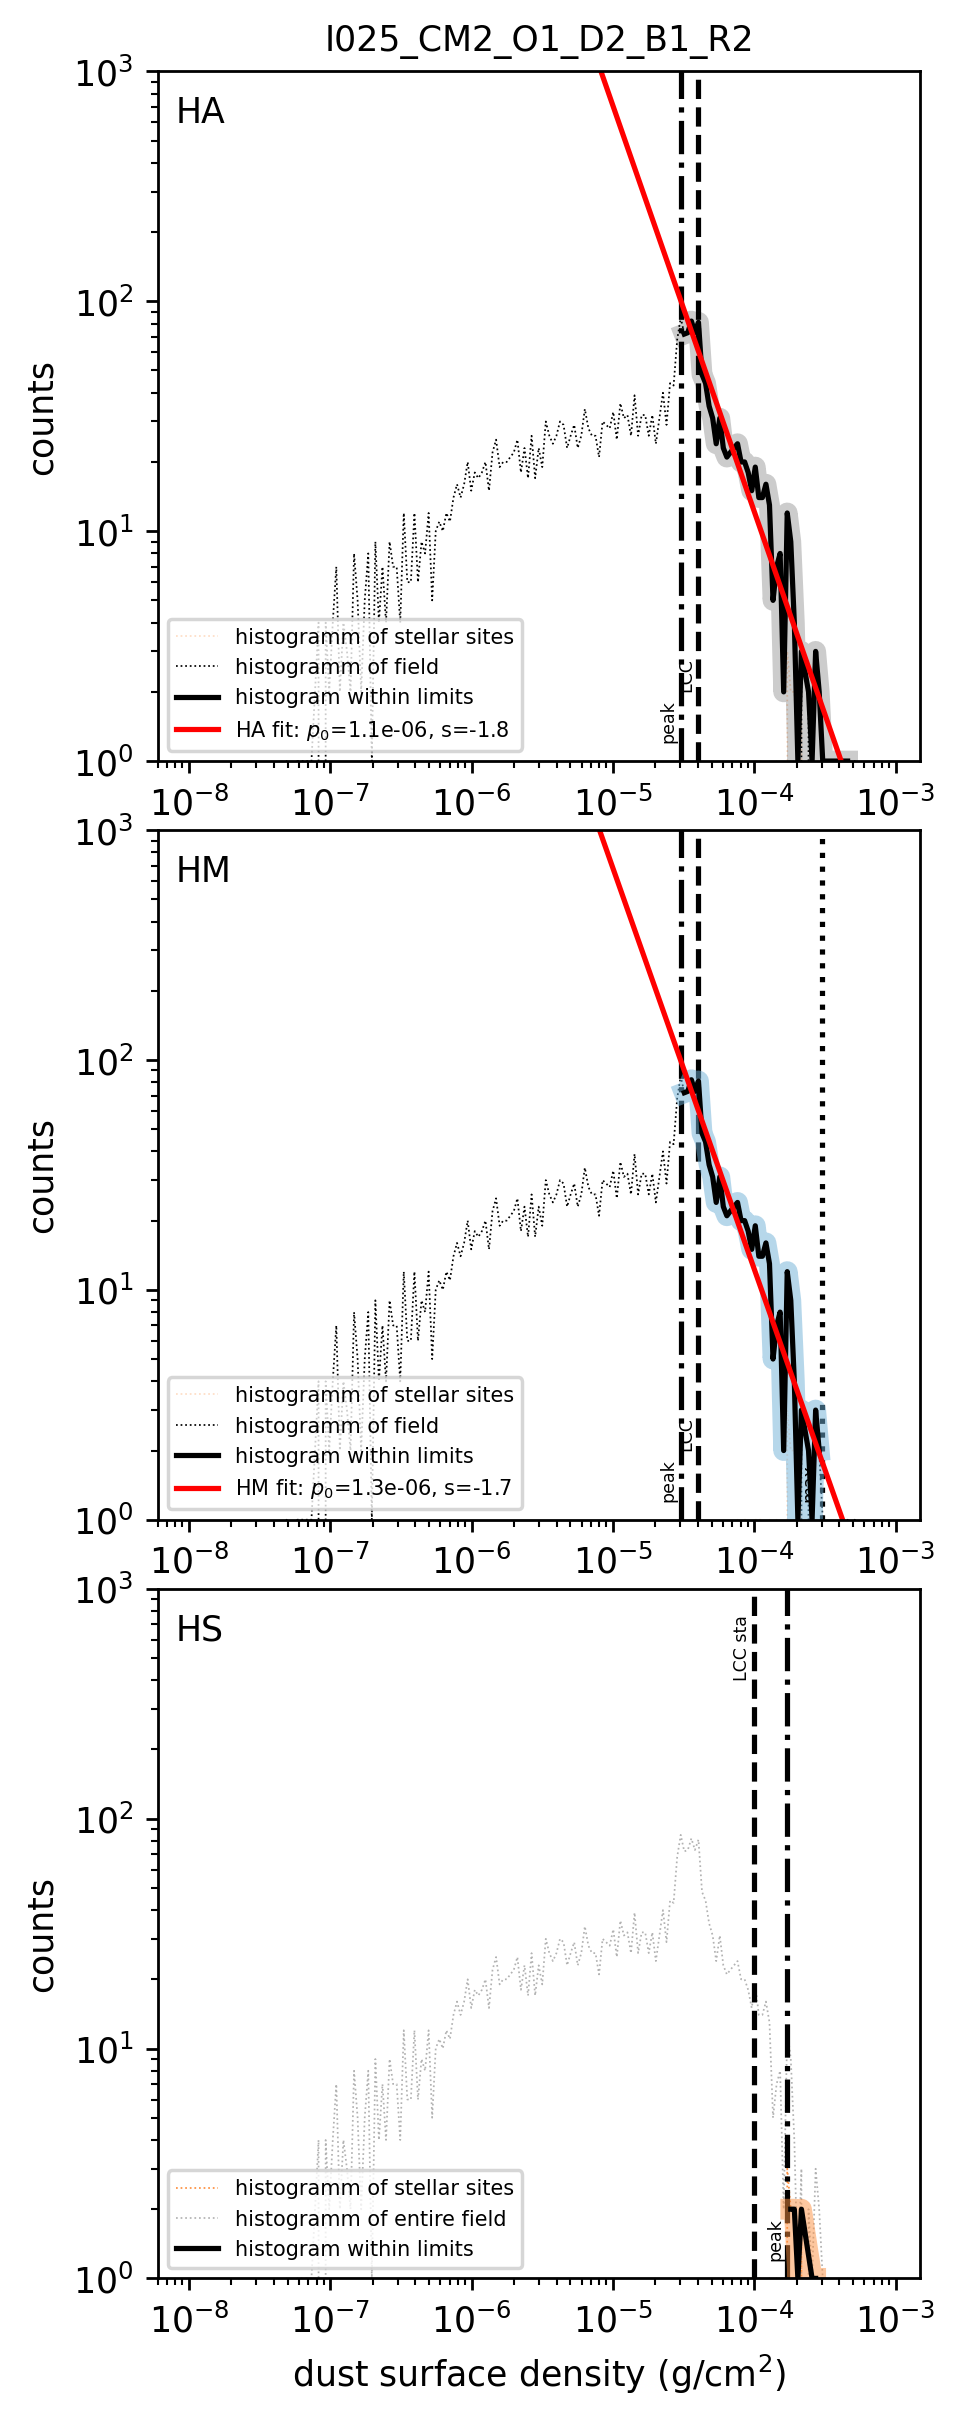 I025_CM2_O1_D2_B1_R2
HA
10³
10²
10¹
10⁰
counts
peak
LCC
histogramm of stellar sites
histogramm of field
histogram within limits
HA fit: p₀=1.1e-06, s=-1.8
10⁻⁸ 10⁻⁷ 10⁻⁶ 10⁻⁵ 10⁻⁴ 10⁻³
HM
10³
10²
10¹
10⁰
counts
peak
LCC
max
histogramm of stellar sites
histogramm of field
histogram within limits
HM fit: p₀=1.3e-06, s=-1.7
10⁻⁸ 10⁻⁷ 10⁻⁶ 10⁻⁵ 10⁻⁴ 10⁻³
HS
10³
10²
10¹
10⁰
counts
LCC sta
peak
histogramm of stellar sites
histogramm of entire field
histogram within limits
10⁻⁸ 10⁻⁷ 10⁻⁶ 10⁻⁵ 10⁻⁴ 10⁻³
dust surface density (g/cm²)